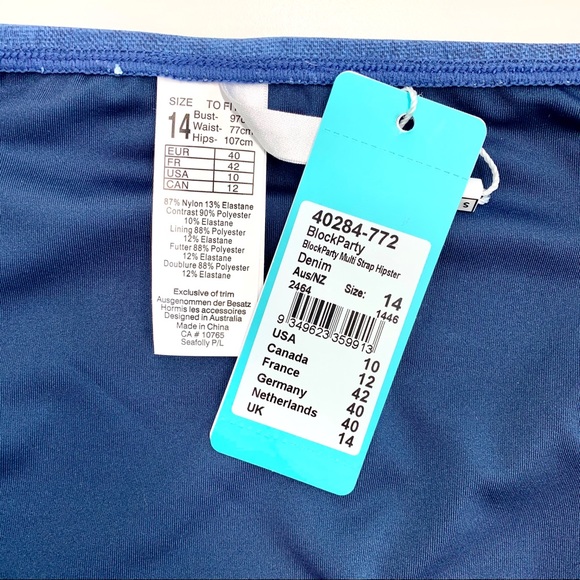 SIZE TO FI
14 Bust- 97c
Waist- 77cm
Hips- 107cm
EUR 40
FR 42
USA 10
CAN 12
87% Nylon 13% Elastane
Contrast 90% Polyester
10% Elastane
Lining 88% Polyester
12% Elastane
Futter 88% Polyester
12% Elastane
Doublure 88% Polyester
12% Elastane
Exclusive of trim
Ausgenommen der Besatz
Hormis les accessoires
Designed in Australia
Made in China
CA # 10765
Seafolly P/L
40284-772
BlockParty
BlockParty Multi Strap Hipster
Denim
Aus/NZ Size: 14
2464 1446
9 349623 359913
USA 10
Canada 12
France 42
Germany 40
Netherlands 40
UK 14
S